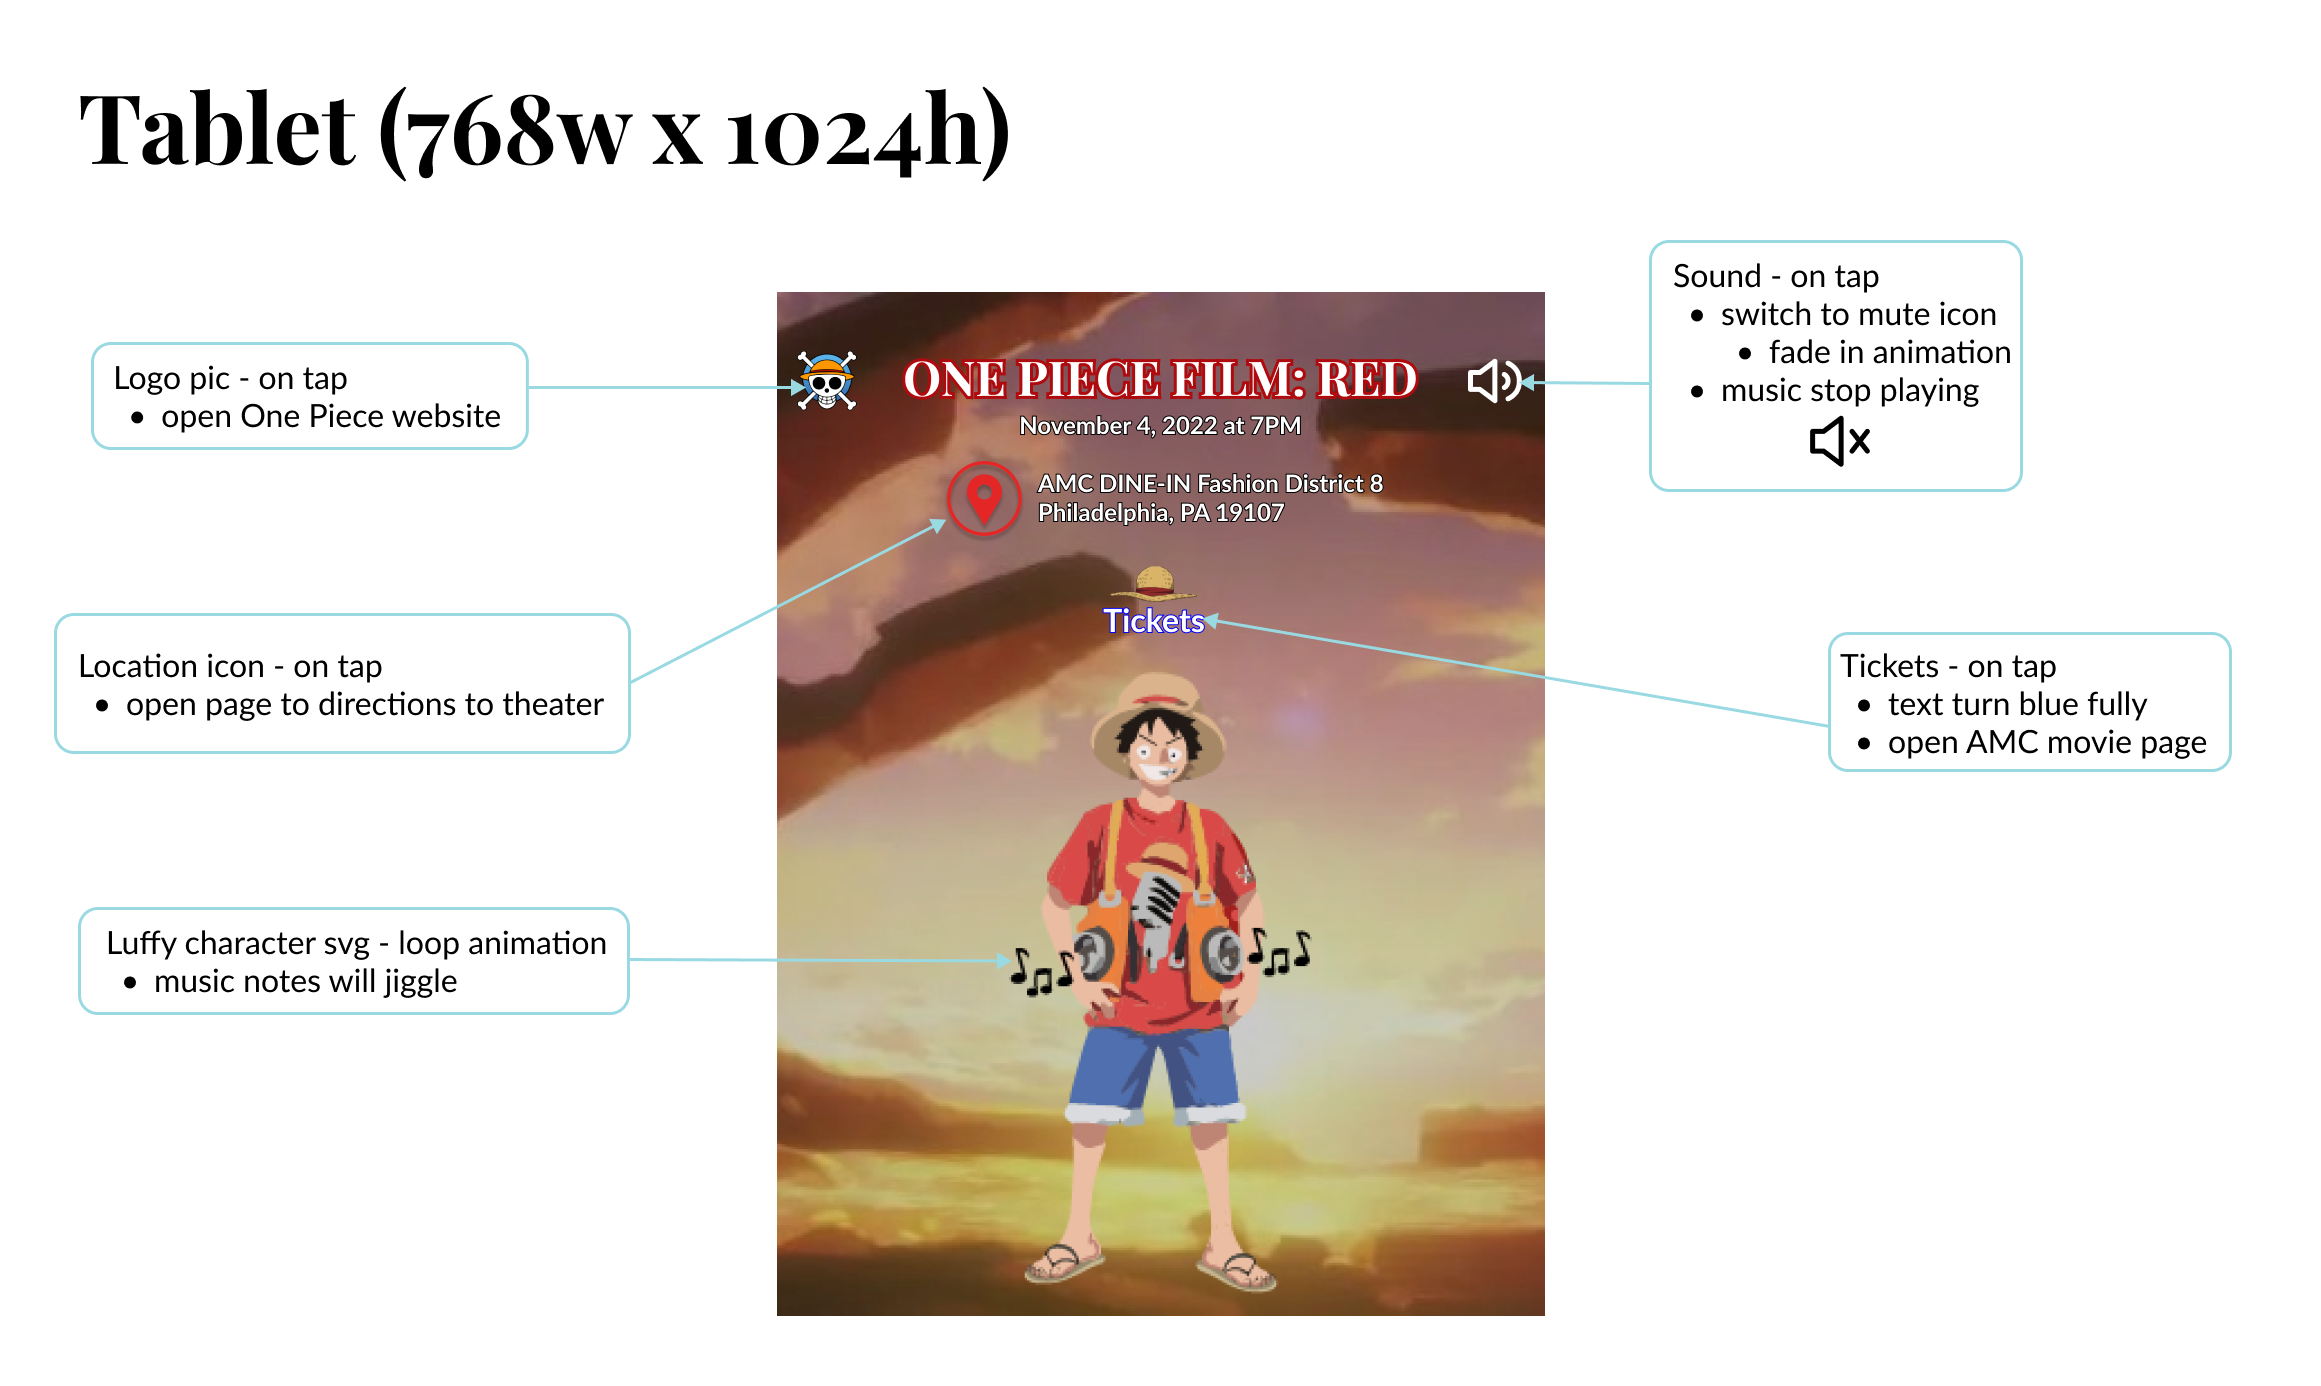 Tablet (768w x 1024h)
Logo pic - on tap
• open One Piece website
Location icon - on tap
• open page to directions to theater
Luffy character svg - loop animation
• music notes will jiggle
ONE PIECE FILM: RED
November 4, 2022 at 7PM
AMC DINE-IN Fashion District 8
Philadelphia, PA 19107
Tickets
Sound - on tap
• switch to mute icon
• fade in animation
• music stop playing
Tickets - on tap
• text turn blue fully
• open AMC movie page